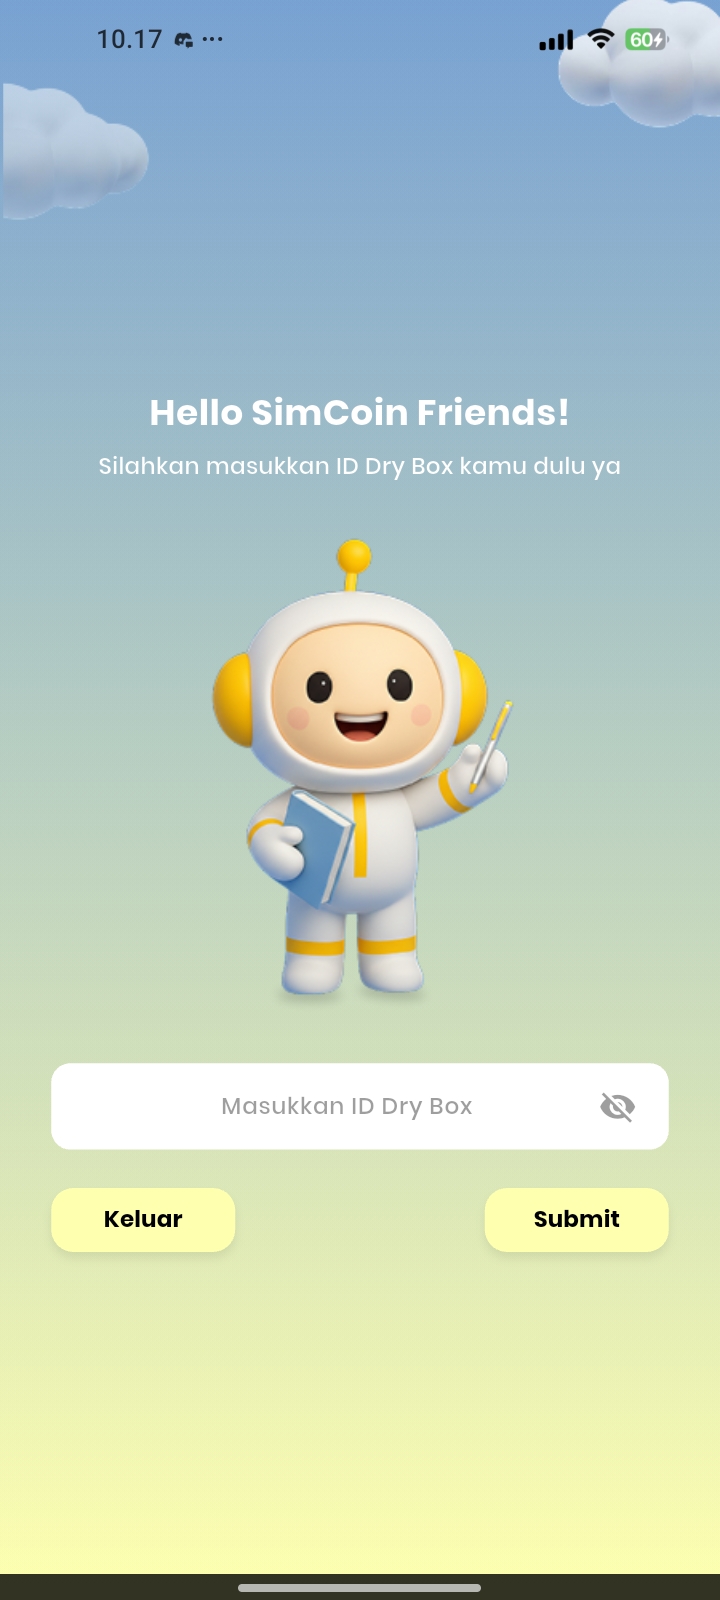 10.17
60
Hello SimCoin Friends!
Silahkan masukkan ID Dry Box kamu dulu ya
Masukkan ID Dry Box
Keluar
Submit